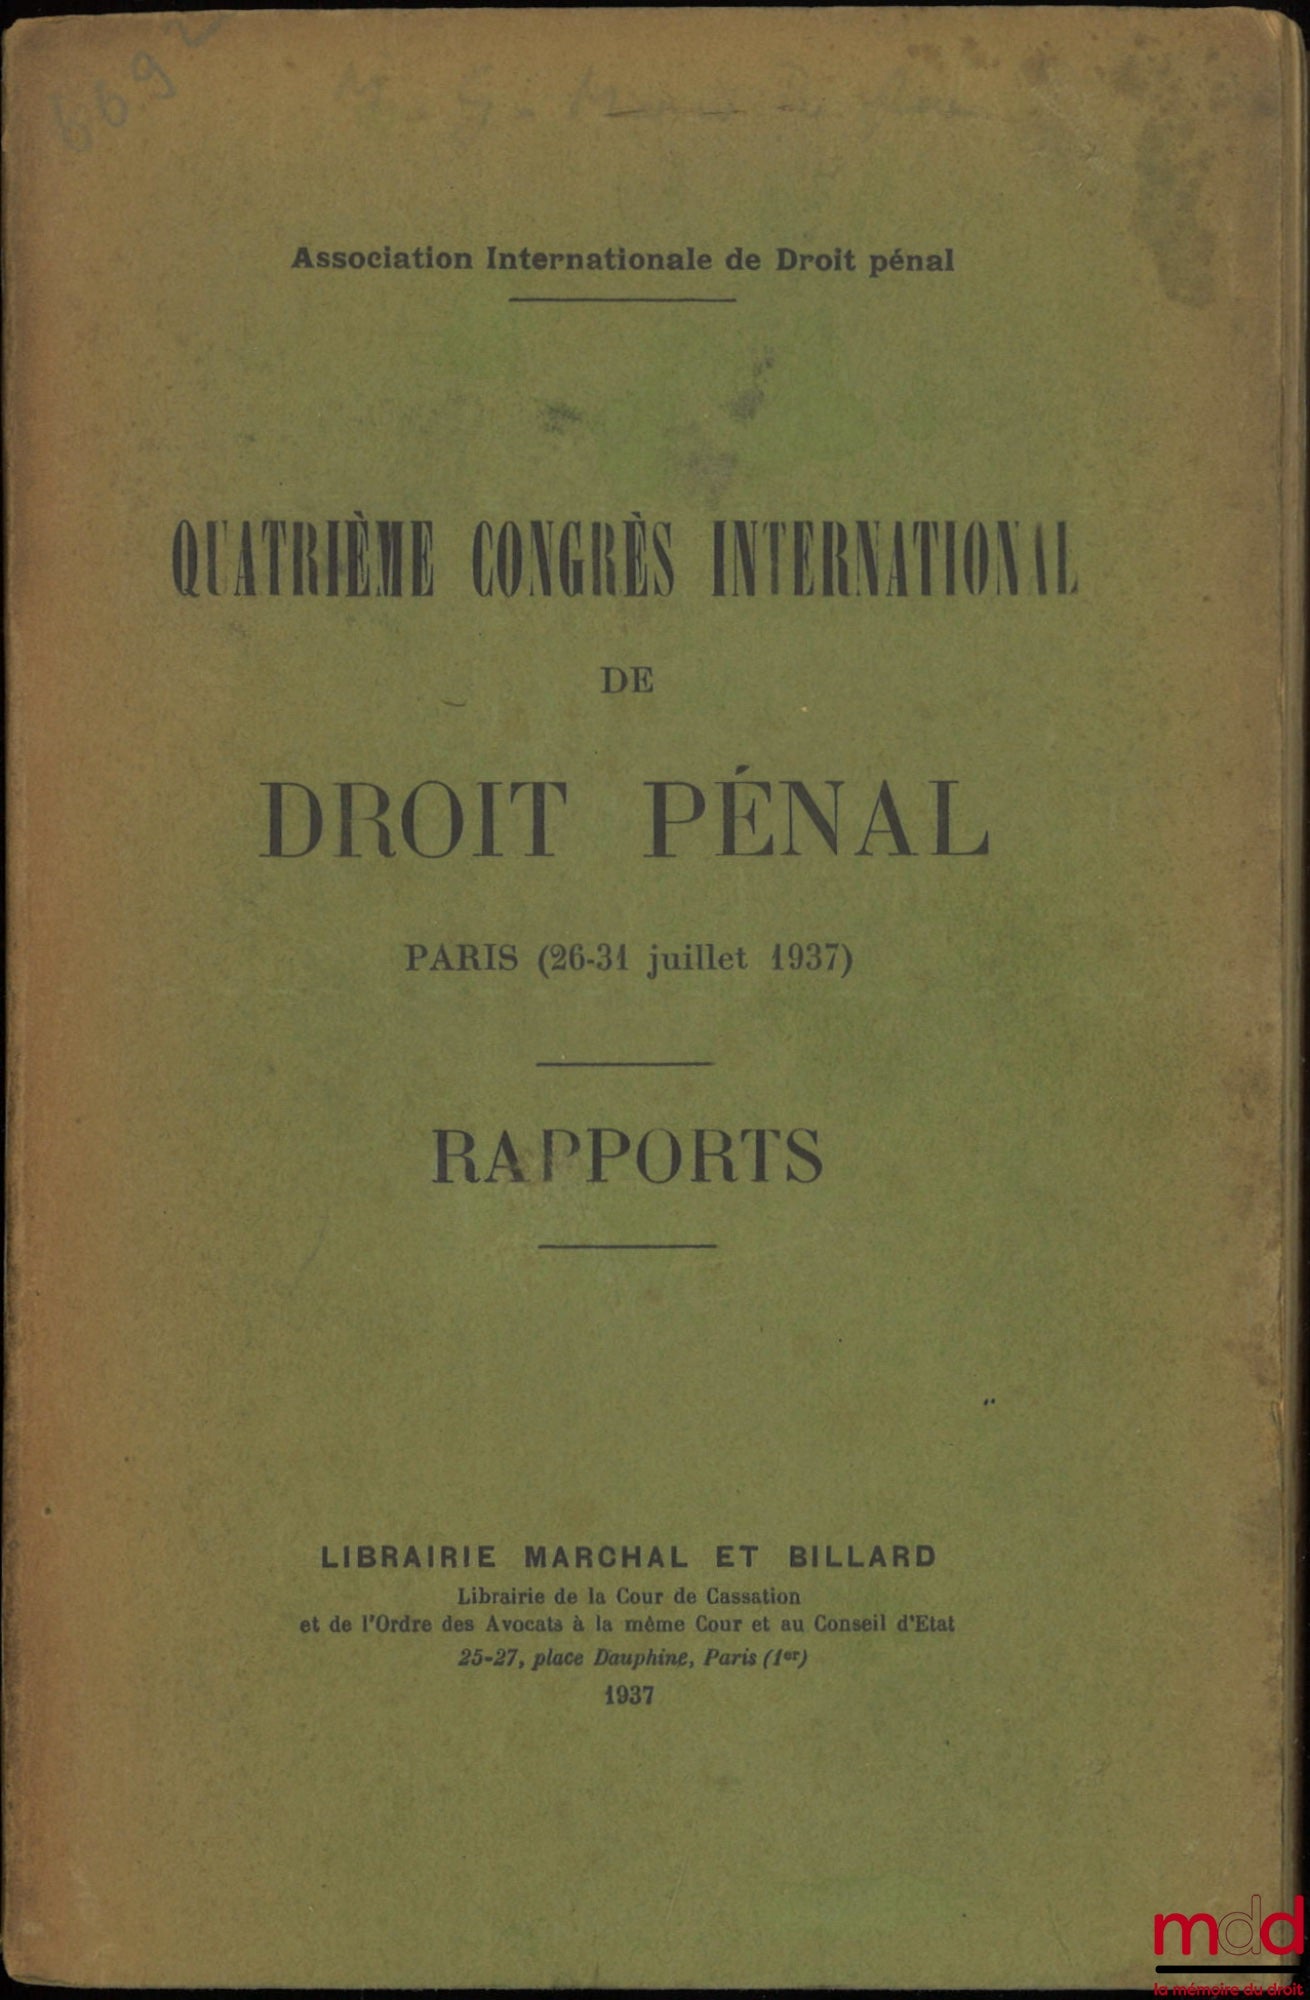 6692
Association Internationale de Droit pénal
QUATRIÈME CONGRÈS INTERNATIONAL
DE
DROIT PÉNAL
PARIS (26-31 juillet 1937)
RAPPORTS
LIBRAIRIE MARCHAL ET BILLARD
Librairie de la Cour de Cassation
et de l'Ordre des Avocats à la même Cour et au Conseil d'Etat
25-27, place Dauphine, Paris (1er)
1937
mdd
la mémoire du droit